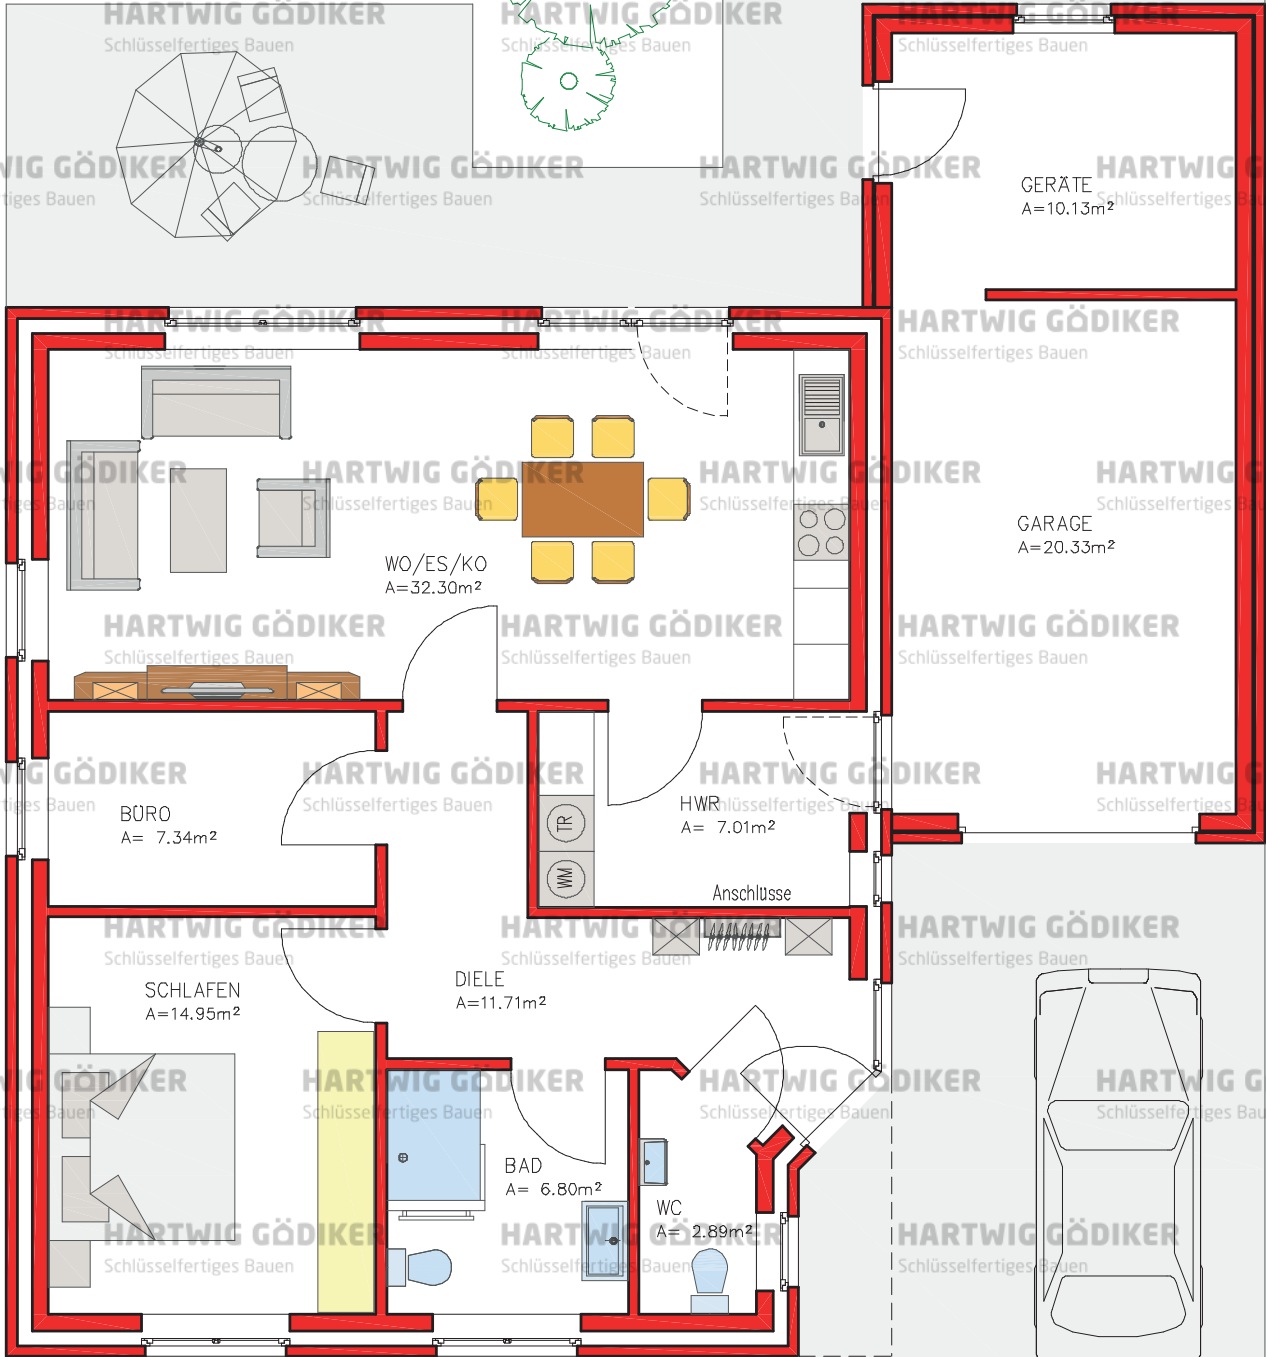 HARTWIG GÖDIKER
Schlüsselfertiges Bauen
GERÄTE
A=10.13m²
GARAGE
A=20.33m²
WO/ES/KO
A=32.30m²
BÜRO
A= 7.34m²
HWR
A= 7.01m²
TR
WM
Anschlüsse
DIELE
A=11.71m²
SCHLAFEN
A=14.95m²
BAD
A= 6.80m²
WC
A= 2.89m²